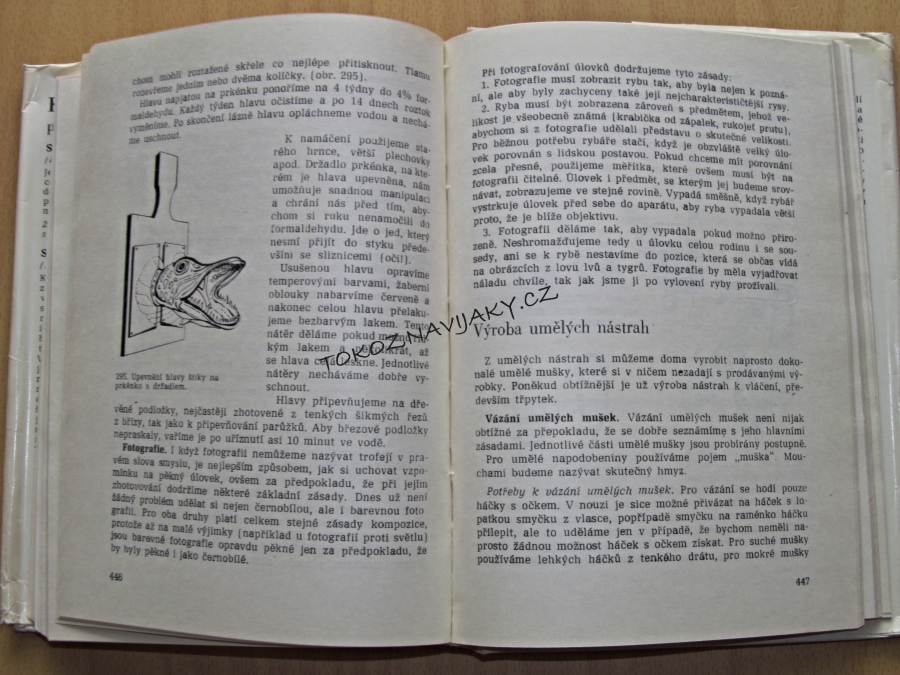 chom mohli roztažené skřele co nejlépe přitisknout. Tlamu
rozevřeme jedním nebo dvěma kolíčky. (obr. 295).
Hlavu napjatou na prkénku ponoříme na 4 týdny do 4% for-
maldehydu. Každý týden hlavu očistíme a po 14 dnech roztok
vyměníme. Po skončení lázně hlavu opláchneme vodou a nechá-
me uschnout.
K namáčení použijeme sta-
rého hrnce, větší plechovky
apod. Držadlo prkénka, na kte-
rém je hlava upevněna, nám
umožňuje snadnou manipulaci
a chrání nás před tím, aby-
chom si ruku nenamočili do
formaldehydu. Jde o jed, který
nesmí přijít do styku přede-
vším se sliznicemi (oči!).
Usušenou hlavu opravíme
temperovými barvami, žaberní
oblouky nabarvíme červeně a
nakonec celou hlavu přelaku-
jeme bezbarvým lakem. Tento
nátěr děláme pokud možno
kým lakem a několikrát, až
se hlava celá leskne. Jednotlivé
nátěry necháváme dobře vy-
schnout.
295. Upevnění hlavy štiky na
prkénko s držadlem.
Hlavy připevňujeme na dře-
věné podložky, nejčastěji zhotovené z tenkých šikmých řezů
z břízy, tak jako k připevňování parůžků. Aby březové podložky
nepraskaly, vaříme je po uříznutí asi 10 minut ve vodě.
Fotografie. I když fotografii nemůžeme nazývat trofejí v pra-
vém slova smyslu, je nejlepším způsobem, jak si uchovat vzpo-
mínku na pěkný úlovek, ovšem za předpokladu, že při jejím
zhotovování dodržíme některé základní zásady. Dnes už není
žádný problém udělat si nejen černobílou, ale i barevnou foto
grafii. Pro oba druhy platí celkem stejné zásady kompozice,
protože až na malé výjimky (například u fotografií proti světlu)
jsou barevné fotografie opravdu pěkné jen za předpokladu, že
by byly pěkné i jako černobílé.
446
Při fotografování úlovků dodržujeme tyto zásady:
1. Fotografie musí zobrazit rybu tak, aby byla nejen k pozná-
ní, ale aby byly zachyceny také její nejcharakterističtější rysy.
2. Ryba musí být zobrazena zároveň s předmětem, jehož ve-
likost je všeobecně známá (krabička od zápalek, rukojeť prutu),
abychom si z fotografie udělali představu o skutečné velikosti.
Pro běžnou potřebu rybáře stačí, když je obzvláště velký úlo-
vek porovnán s lidskou postavou. Pokud chceme mít porovnání
zcela přesné, použijeme měřítka, které ovšem musí být na
fotografii čitelné. Úlovek i předmět, se kterým jej budeme srov-
návat, zobrazujeme ve stejné rovině. Vypadá směšně, když rybář
vystrkuje úlovek před sebe do aparátu, aby ryba vypadala větší
proto, že je blíže objektivu.
3. Fotografii děláme tak, aby vypadala pokud možno přiro-
zeně. Neshromažďujeme tedy u úlovku celou rodinu i se sou-
sedy, ani se k rybě nestavíme do pozice, která se občas vídá
na obrázcích z lovu lvů a tygrů. Fotografie by měla vyjadřovat
náladu chvíle, tak jak jsme ji po vylovení ryby prožívali.
Výroba umělých nástrah
Z umělých nástrah si můžeme doma vyrobit naprosto doko-
nalé umělé mušky, které si v ničem nezadají s prodávanými vý-
robky. Poněkud obtížnější je už výroba nástrah k vláčení, pře-
devším třpytek.
Vázání umělých mušek. Vázání umělých mušek není nijak
obtížné za přepokladu, že se dobře seznámíme s jeho hlavními
zásadami. Jednotlivé části umělé mušky jsou probírány postupně.
Pro umělé napodobeniny používáme pojem „muška“. Mou-
chami budeme nazývat skutečný hmyz.
Potřeby k vázání umělých mušek. Pro vázání se hodí pouze
háčky s očkem. V nouzi je sice možné přivázat na háček s lo-
patkou smyčku z vlasce, popřípadě smyčku na raménko háčku
přilepit, ale to uděláme jen v případě, že bychom neměli na-
prosto žádnou možnost háček s očkem získat. Pro suché mušky
používáme lehkých háčků z tenkého drátu, pro mokré mušky
447
TOKOZNAVIJAKY.CZ